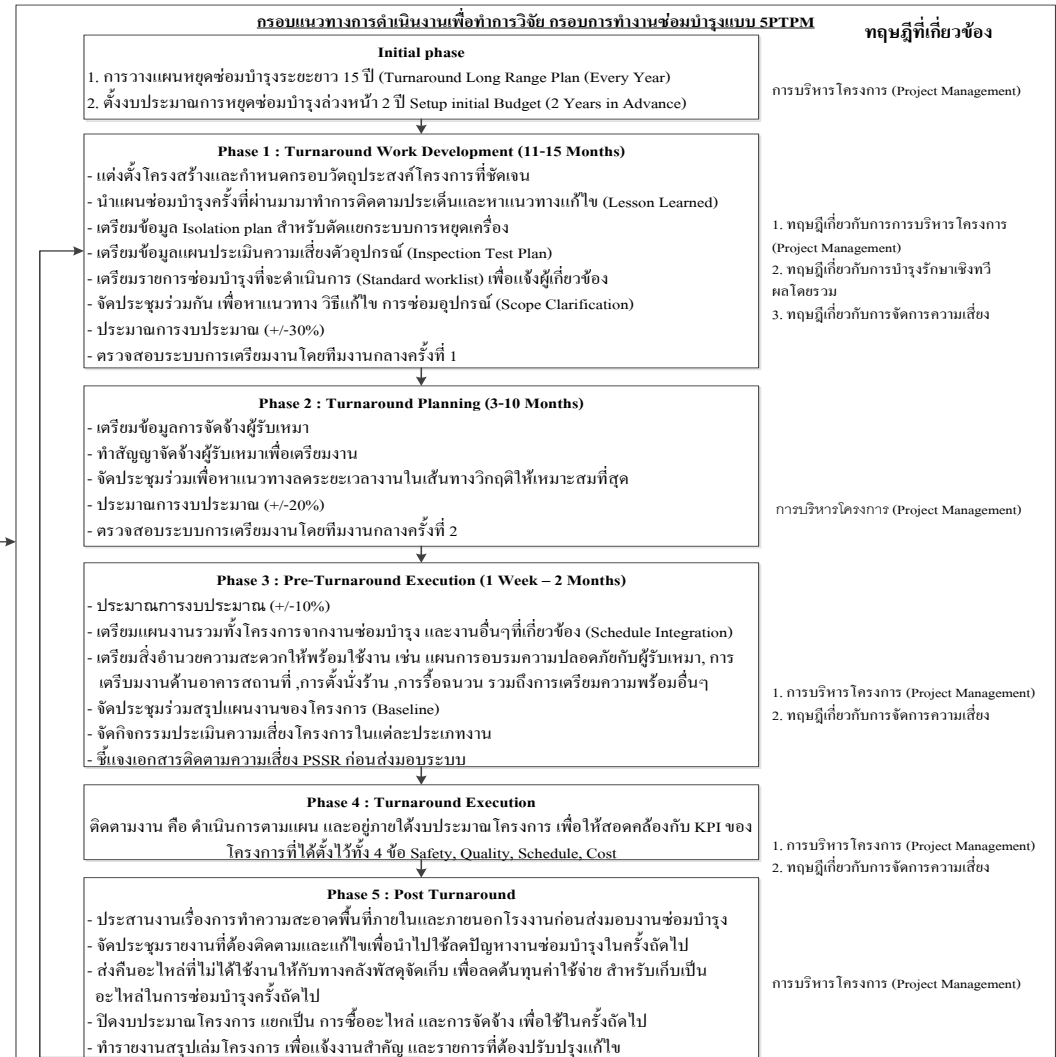 กรอบแนวทางการดำเนินงานเพื่อทำการวิจัย กรอบการทำงานซ่อมบำรุงแบบ 5PTPM
ทฤษฎีที่เกี่ยวข้อง
Initial phase
1. การวางแผนหยุดซ่อมบำรุงระยะยาว 15 ปี (Turnaround Long Range Plan (Every Year)
2. ตั้งงบประมาณการหยุดซ่อมบำรุงล่วงหน้า 2 ปี Setup initial Budget (2 Years in Advance)
การบริหารโครงการ (Project Management)
Phase 1 : Turnaround Work Development (11-15 Months)
- แต่งตั้งโครงสร้างและกำหนดกรอบวัตถุประสงค์โครงการที่ชัดเจน
- นำแผนซ่อมบำรุงครั้งที่ผ่านมามาทำการติดตามประเด็นและหาแนวทางแก้ไข (Lesson Learned)
- เตรียมข้อมูล Isolation plan สำหรับตัดแยกระบบการหยุดเครื่อง
- เตรียมข้อมูลแผนประเมินความเสี่ยงตัวอุปกรณ์ (Inspection Test Plan)
- เตรียมรายการซ่อมบำรุงที่จะดำเนินการ (Standard worklist) เพื่อแจ้งผู้เกี่ยวข้อง
- จัดประชุมร่วมกัน เพื่อหาแนวทาง วิธีแก้ไข การซ่อมอุปกรณ์ (Scope Clarification)
- ประมาณการงบประมาณ (+/-30%)
- ตรวจสอบระบบการเตรียมงานโดยทีมงานกลางครั้งที่ 1
1. ทฤษฎีเกี่ยวกับการการบริหารโครงการ
(Project Management)
2. ทฤษฎีเกี่ยวกับการบำรุงรักษาเชิงทวี
ผลโดยรวม
3. ทฤษฎีเกี่ยวกับการจัดการความเสี่ยง
Phase 2 : Turnaround Planning (3-10 Months)
- เตรียมข้อมูลการจัดจ้างผู้รับเหมา
- ทำสัญญาจัดจ้างผู้รับเหมาเพื่อเตรียมงาน
- จัดประชุมร่วมเพื่อหาแนวทางลดระยะเวลางานในเส้นทางวิกฤติให้เหมาะสมที่สุด
- ประมาณการงบประมาณ (+/-20%)
- ตรวจสอบระบบการเตรียมงานโดยทีมงานกลางครั้งที่ 2
การบริหารโครงการ (Project Management)
Phase 3 : Pre-Turnaround Execution (1 Week – 2 Months)
- ประมาณการงบประมาณ (+/-10%)
- เตรียมแผนงานรวมทั้งโครงการจากงานซ่อมบำรุง และงานอื่นๆที่เกี่ยวข้อง (Schedule Integration)
- เตรียมสิ่งอำนวยความสะดวกให้พร้อมใช้งาน เช่น แผนการอบรมความปลอดภัยกับผู้รับเหมา, การ
เตรีบมงานด้านอาคารสถานที่ ,การตั้งนั่งร้าน ,การรื้อฉนวน รวมถึงการเตรียมความพร้อมอื่นๆ
- จัดประชุมร่วมสรุปแผนงานของโครงการ (Baseline)
- จัดกิจกรรมประเมินความเสี่ยงโครงการในแต่ละประเภทงาน
- ชี้แจงเอกสารติดตามความเสี่ยง PSSR ก่อนส่งมอบระบบ
1. การบริหารโครงการ (Project Management)
2. ทฤษฎีเกี่ยวกับการจัดการความเสี่ยง
Phase 4 : Turnaround Execution
ติดตามงาน คือ ดำเนินการตามแผน และอยู่ภายใต้งบประมาณโครงการ เพื่อให้สอดคล้องกับ KPI ของ
โครงการที่ได้ตั้งไว้ทั้ง 4 ข้อ Safety, Quality, Schedule, Cost
1. การบริหารโครงการ (Project Management)
2. ทฤษฎีเกี่ยวกับการจัดการความเสี่ยง
Phase 5 : Post Turnaround
- ประสานงานเรื่องการทำความสะอาดพื้นที่ภายในและภายนอกโรงงานก่อนส่งมอบงานซ่อมบำรุง
- จัดประชุมรายงานที่ต้องติดตามและแก้ไขเพื่อนำไปใช้ลดปัญหางานซ่อมบำรุงในครั้งถัดไป
- ส่งคืนอะไหล่ที่ไม่ได้ใช้งานให้กับทางคลังพัสดุจัดเก็บ เพื่อลดต้นทุนค่าใช้จ่าย สำหรับเก็บเป็น
อะไหล่ในการซ่อมบำรุงครั้งถัดไป
- ปิดงบประมาณโครงการ แยกเป็น การซื้ออะไหล่ และการจัดจ้าง เพื่อใช้ในครั้งถัดไป
- ทำรายงานสรุปเล่มโครงการ เพื่อแจ้งงานสำคัญ และรายการที่ต้องปรับปรุงแก้ไข
การบริหารโครงการ (Project Management)